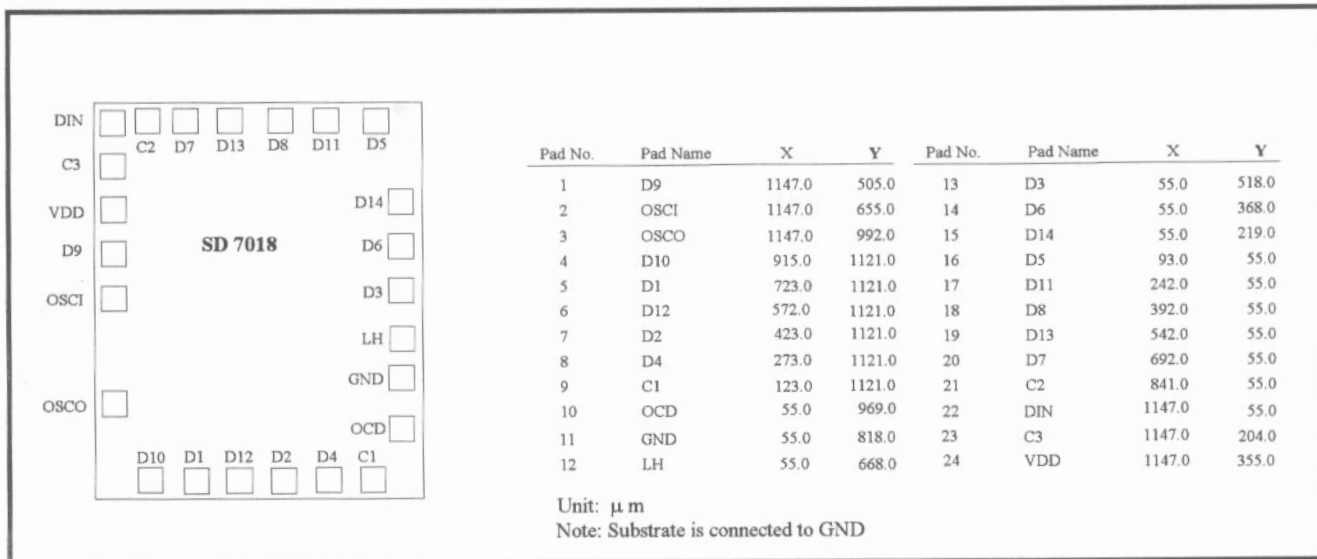 DIN
C2 D7 D13 D8 D11 D5
C3
D14
VDD
SD 7018
D6
D9
D3
OSCI
LH
GND
OSCO
OCD
D10 D1 D12 D2 D4 C1
Pad No. Pad Name X Y Pad No. Pad Name X Y
1 D9 1147.0 505.0 13 D3 55.0 518.0
2 OSCI 1147.0 655.0 14 D6 55.0 368.0
3 OSCO 1147.0 992.0 15 D14 55.0 219.0
4 D10 915.0 1121.0 16 D5 93.0 55.0
5 D1 723.0 1121.0 17 D11 242.0 55.0
6 D12 572.0 1121.0 18 D8 392.0 55.0
7 D2 423.0 1121.0 19 D13 542.0 55.0
8 D4 273.0 1121.0 20 D7 692.0 55.0
9 C1 123.0 1121.0 21 C2 841.0 55.0
10 OCD 55.0 969.0 22 DIN 1147.0 55.0
11 GND 55.0 818.0 23 C3 1147.0 204.0
12 LH 55.0 668.0 24 VDD 1147.0 355.0
Unit: μ m
Note: Substrate is connected to GND